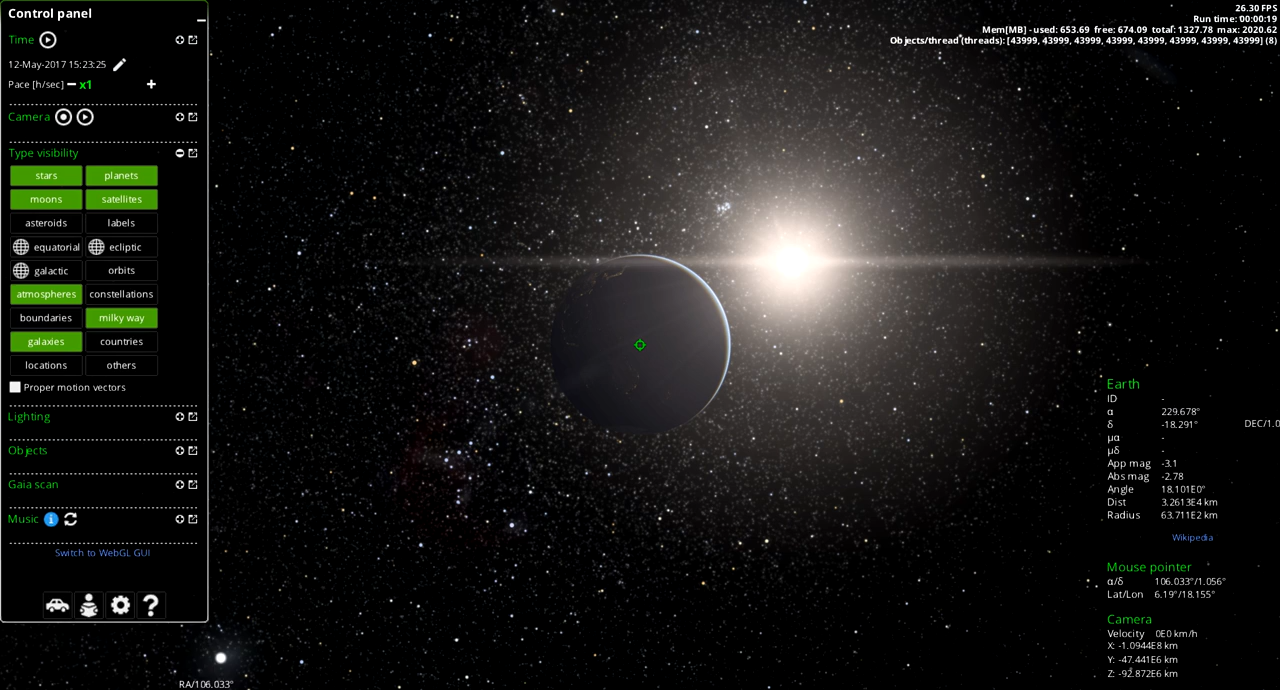 Control panel
Time
12-May-2017 15:23:25
Pace [h/sec] x1
Camera
Type visibility
stars planets
moons satellites
asteroids labels
equatorial ecliptic
galactic orbits
atmospheres constellations
boundaries milky way
galaxies countries
locations others
Proper motion vectors
Lighting
Objects
Gaia scan
Music
Switch to WebGL GUI
?
26.30 FPS
Run time: 00:00:19
Mem[MB] - used: 653.69 free: 674.09 total: 1327.78 max: 2020.62
Objects/thread (threads): [43999, 43999, 43999, 43999, 43999, 43999, 43999, 43999] (8)
Earth
ID -
α 229.678°
δ -18.291°
DEC/1.0
μα -
μδ -
App mag -3.1
Abs mag -2.78
Angle 18.101E0°
Dist 3.2613E4 km
Radius 63.711E2 km
Wikipedia
Mouse pointer
α/δ 106.033°/1.056°
Lat/Lon 6.19°/18.155°
Camera
Velocity 0E0 km/h
X: -1.0944E8 km
Y: -47.441E6 km
Z: -92.872E6 km
RA/106.033°